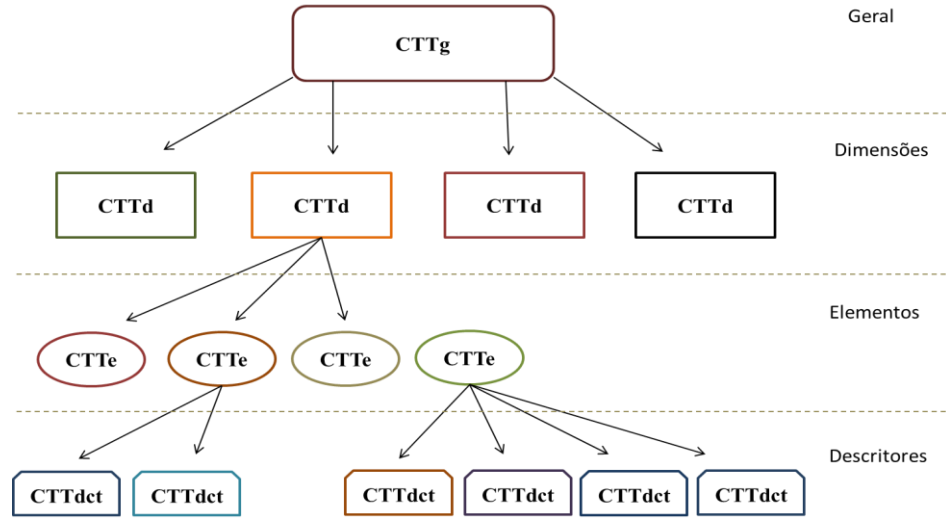 CTTg
Geral
Dimensões
CTTd
CTTd
CTTd
CTTd
Elementos
CTTe
CTTe
CTTe
CTTe
Descritores
CTTdct
CTTdct
CTTdct
CTTdct
CTTdct
CTTdct